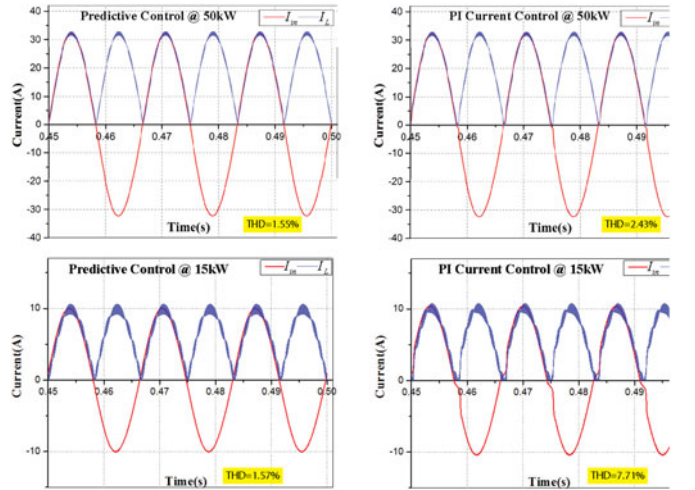 Predictive Control @ 50kW
I_in I_L
Current(A)
40
30
20
10
0
-10
-20
-30
-40
0.45 0.46 0.47 0.48 0.49 0.50
Time(s)
THD=1.55%
PI Current Control @ 50kW
I_in
Current(A)
40
30
20
10
0
-10
-20
-30
-40
0.45 0.46 0.47 0.48 0.49
Time(s)
THD=2.43%
Predictive Control @ 15kW
I_in I_L
Current(A)
10
0
-10
0.45 0.46 0.47 0.48 0.49 0.50
Time(s)
THD=1.57%
PI Current Control @ 15kW
I_in
Current(A)
10
0
-10
0.45 0.46 0.47 0.48 0.49
Time(s)
THD=7.71%